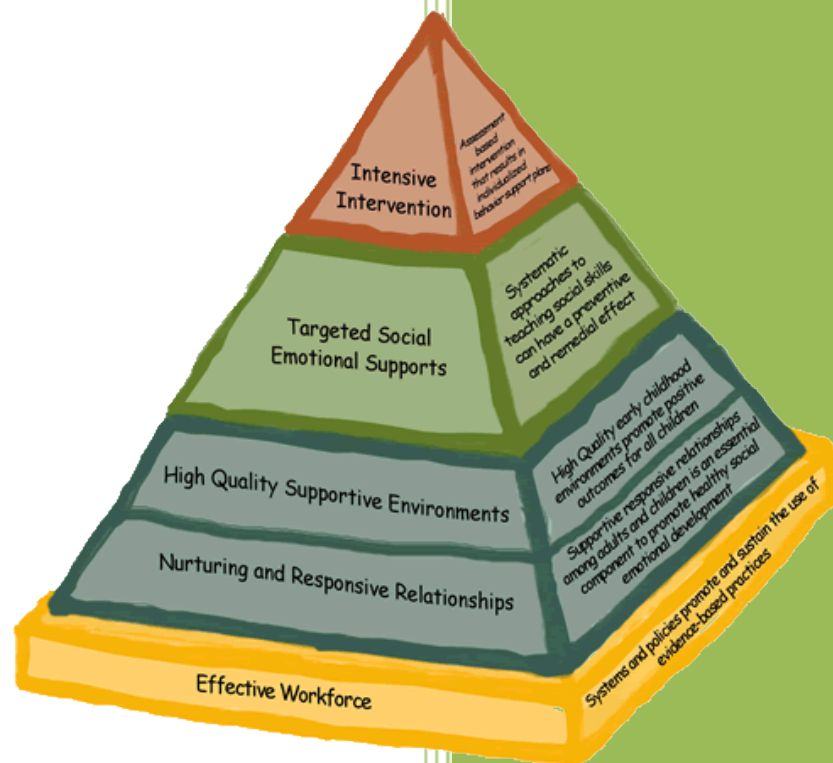 Intensive
Intervention
Assessment
based
intervention
that results in
individualized
behavior support plans
Targeted Social
Emotional Supports
Systematic
approaches to
teaching social skills
can have a preventive
and remedial effect
High Quality Supportive Environments
High Quality early childhood
environments promote positive
outcomes for all children
Nurturing and Responsive Relationships
Supportive responsive relationships
among adults and children is an essential
component to promote healthy social
emotional development
Effective Workforce
Systems and policies promote and sustain the use of
evidence-based practices